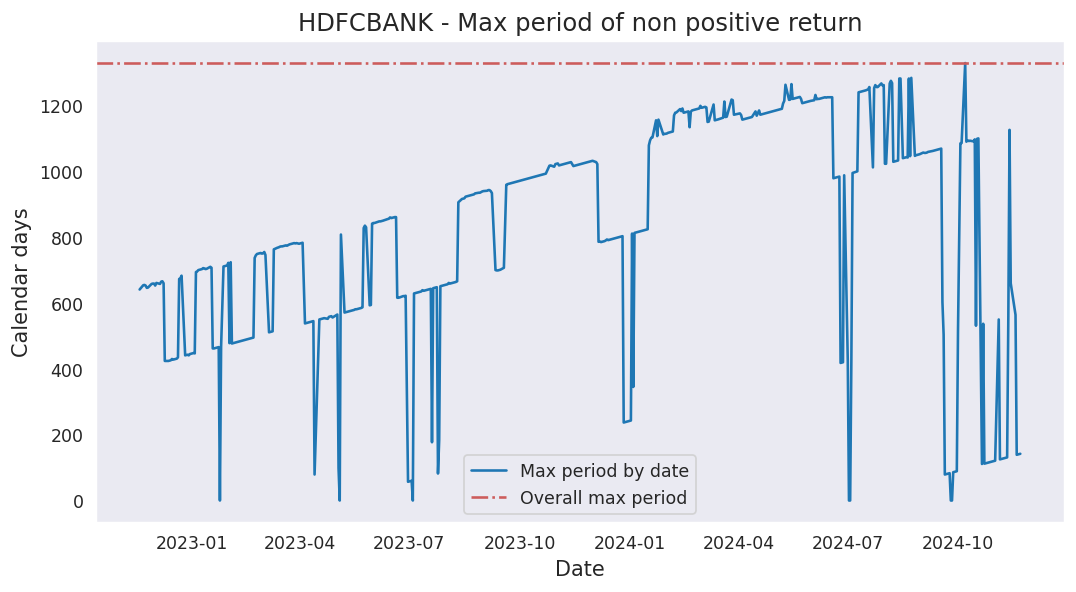 HDFCBANK - Max period of non positive return
Calendar days
1200
1000
800
600
400
200
0
Max period by date
Overall max period
2023-01 2023-04 2023-07 2023-10 2024-01 2024-04 2024-07 2024-10
Date